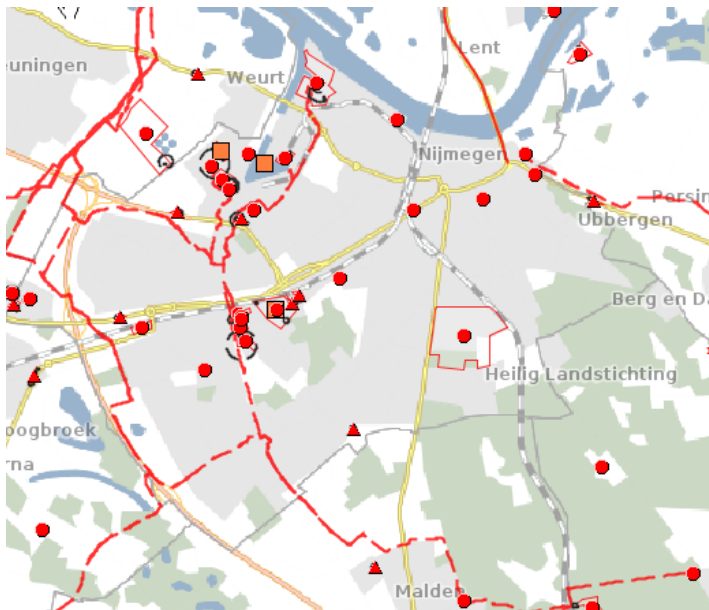 Lent
euningen
Weurt
Nijmegen
Persin
Ubbergen
Berg en Da
Heilig Landstichting
oogbroek
rna
Malden